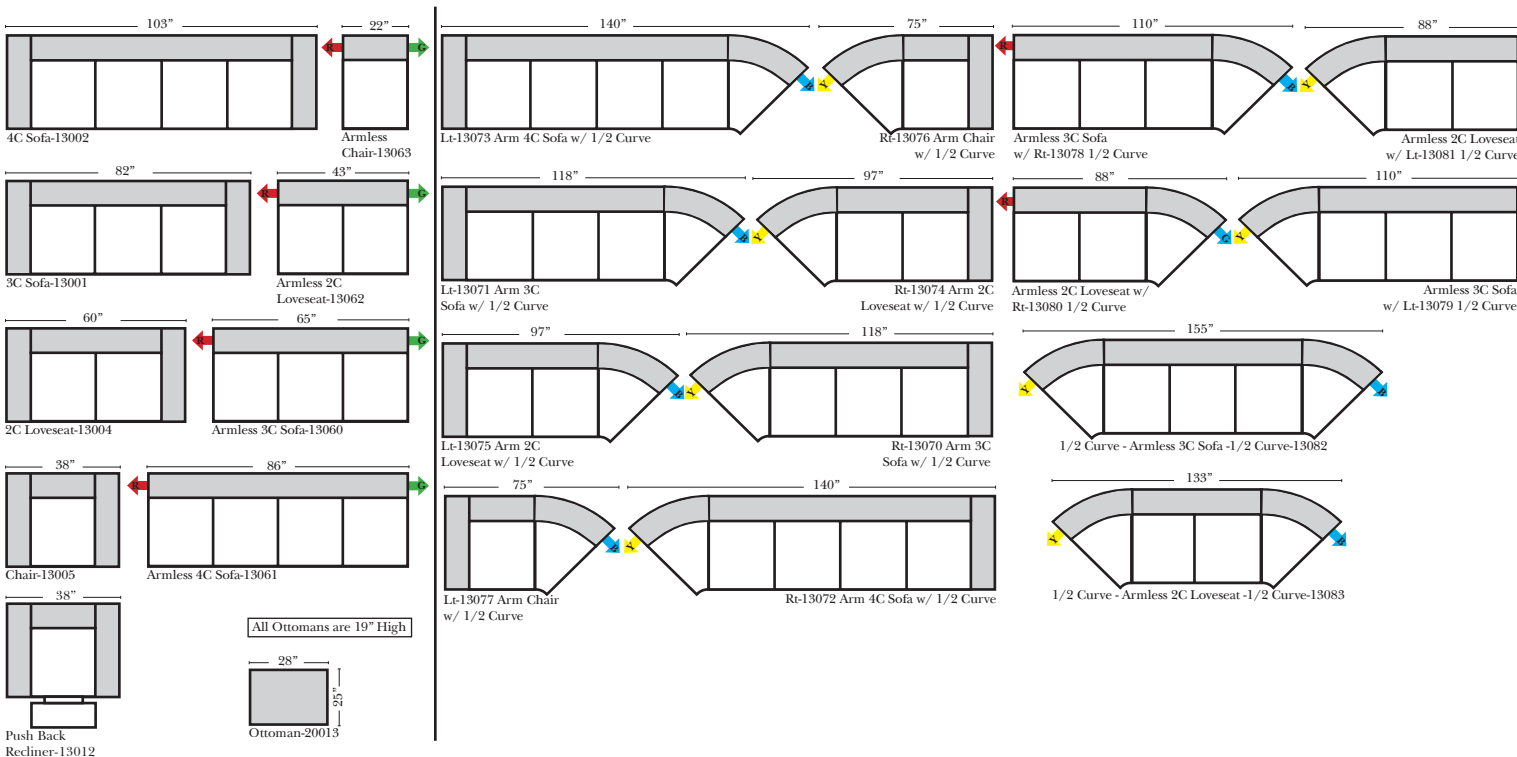 103”
22”
R
G
4C Sofa-13002
Armless
Chair-13063
82”
43”
R
G
3C Sofa-13001
Armless 2C
Loveseat-13062
60”
65”
R
G
2C Loveseat-13004
Armless 3C Sofa-13060
38”
86”
R
G
Chair-13005
Armless 4C Sofa-13061
38”
Push Back
Recliner-13012
All Ottomans are 19” High
28”
25”
Ottoman-20013
140”
75”
B
Y
Lt-13073 Arm 4C Sofa w/ 1/2 Curve
Rt-13076 Arm Chair
w/ 1/2 Curve
118”
97”
B
Y
Lt-13071 Arm 3C
Sofa w/ 1/2 Curve
Rt-13074 Arm 2C
Loveseat w/ 1/2 Curve
97”
118”
B
Y
Lt-13075 Arm 2C
Loveseat w/ 1/2 Curve
Rt-13070 Arm 3C
Sofa w/ 1/2 Curve
75”
140”
B
Y
Lt-13077 Arm Chair
w/ 1/2 Curve
Rt-13072 Arm 4C Sofa w/ 1/2 Curve
110”
88”
R
B
Y
Armless 3C Sofa
w/ Rt-13078 1/2 Curve
Armless 2C Loveseat
w/ Lt-13081 1/2 Curve
88”
110”
R
G
Y
Armless 2C Loveseat w/
Rt-13080 1/2 Curve
Armless 3C Sofa
w/ Lt-13079 1/2 Curve
155”
Y
B
1/2 Curve - Armless 3C Sofa -1/2 Curve-13082
133”
Y
B
1/2 Curve - Armless 2C Loveseat -1/2 Curve-13083